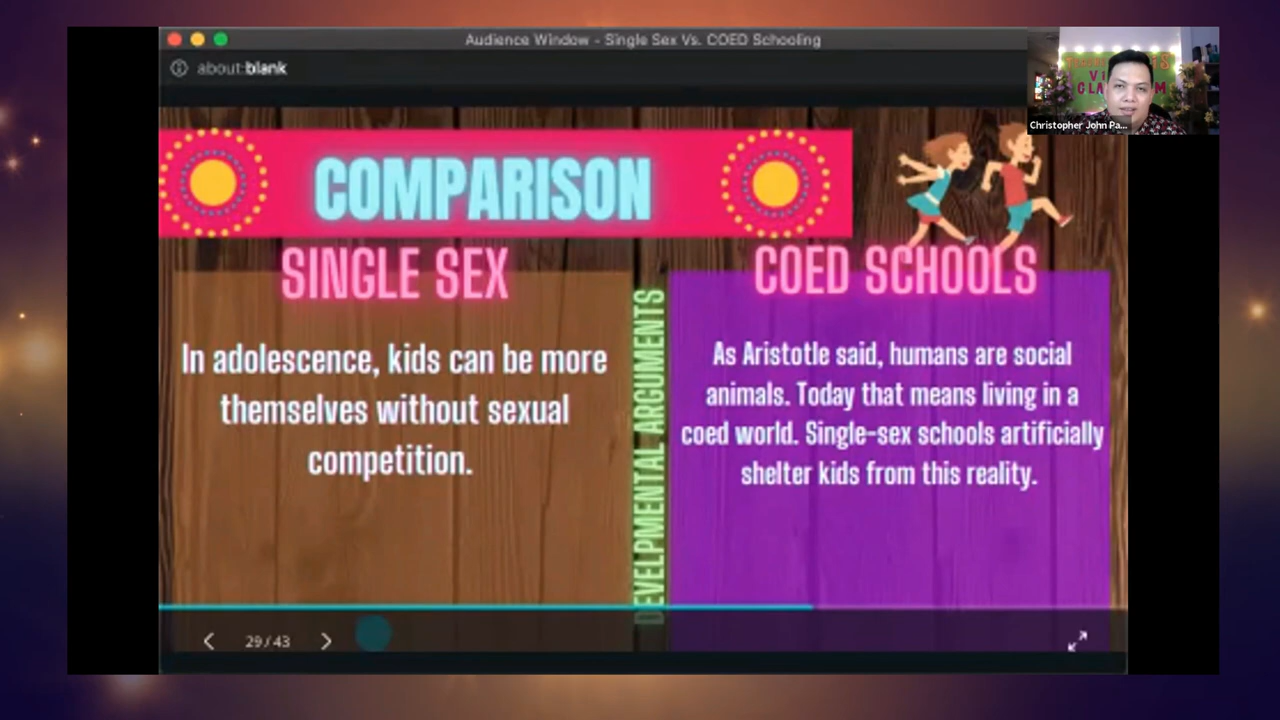 Audience Window - Single Sex Vs. COED Schooling
about:blank
Christopher John Pa...
COMPARISON
SINGLE SEX
In adolescence, kids can be more
themselves without sexual
competition.
EVELPMENTAL ARGUMENTS
COED SCHOOLS
As Aristotle said, humans are social
animals. Today that means living in a
coed world. Single-sex schools artificially
shelter kids from this reality.
29/43